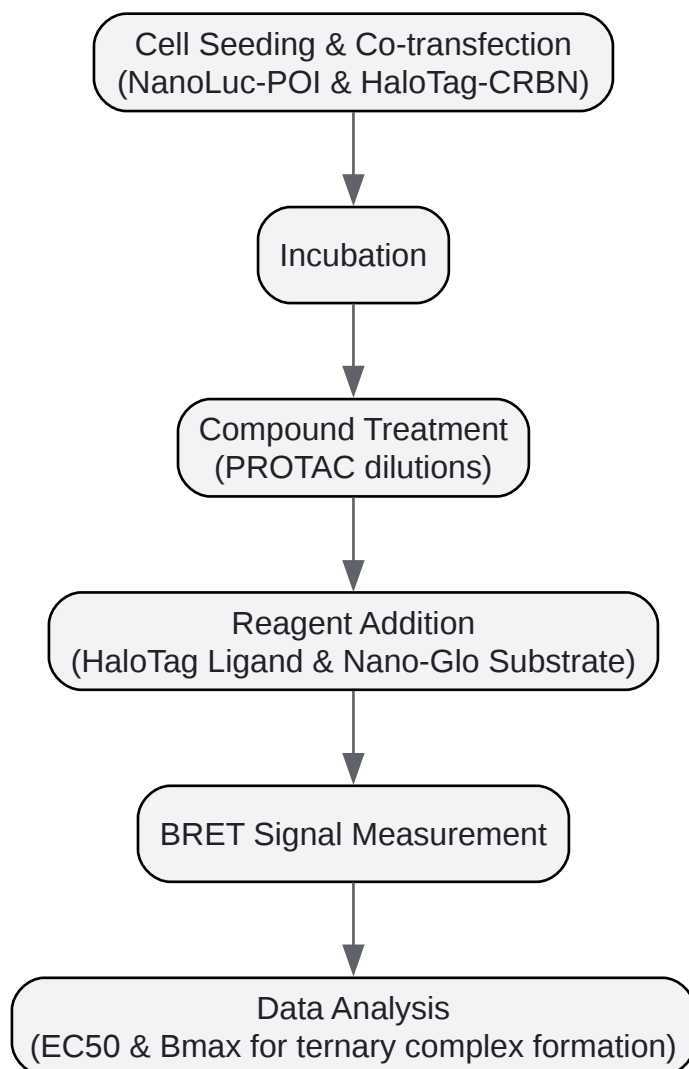 Cell Seeding & Co-transfection
(NanoLuc-POI & HaloTag-CRBN)
Incubation
Compound Treatment
(PROTAC dilutions)
Reagent Addition
(HaloTag Ligand & Nano-Glo Substrate)
BRET Signal Measurement
Data Analysis
(EC50 & Bmax for ternary complex formation)